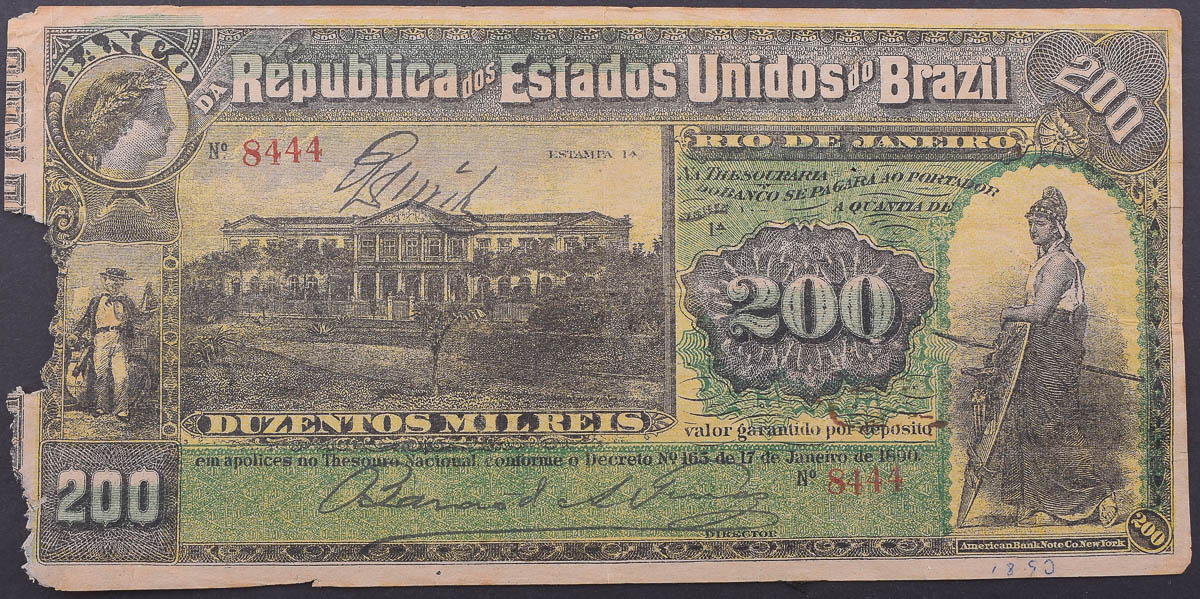 BANCO
DA Republica dos Estados Unidos do Brazil
200
Nº 8444
ESTAMPA 1ª
RIO DE JANEIRO
NA THESOURARIA
DO BANCO SE PAGARÁ AO PORTADOR
A QUANTIA DE
1ª
200
DUZENTOS MIL REIS
valor garantido por deposito
em apolices no Thesouro Nacional, conforme o Decreto Nº 165 de 17 de Janeiro de 1890.
Nº 8444
200
DIRECTOR
200
American Bank Note Co. New York